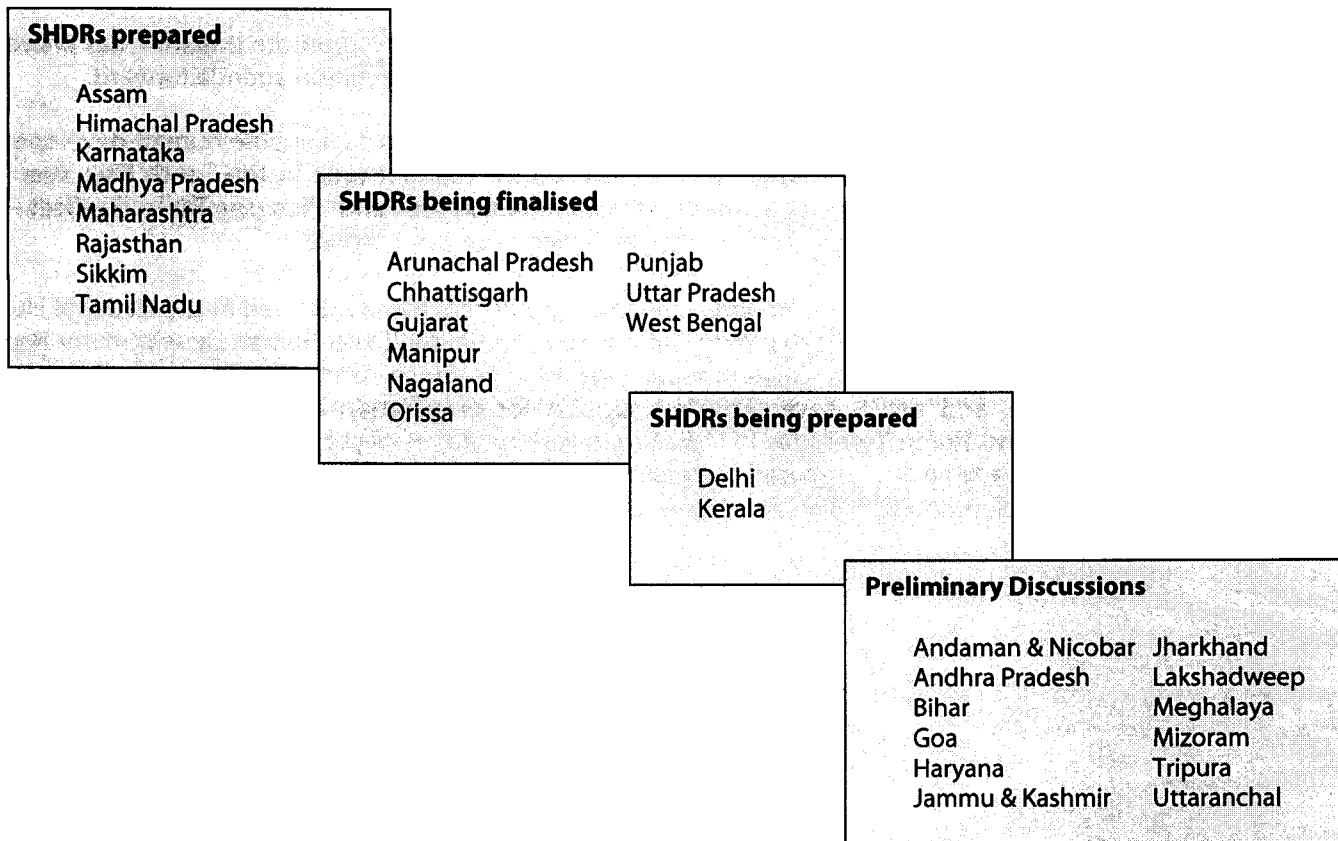 SHDRs prepared
Assam
Himachal Pradesh
Karnataka
Madhya Pradesh
Maharashtra
Rajasthan
Sikkim
Tamil Nadu
SHDRs being finalised
Arunachal Pradesh
Chhattisgarh
Gujarat
Manipur
Nagaland
Orissa
Punjab
Uttar Pradesh
West Bengal
SHDRs being prepared
Delhi
Kerala
Preliminary Discussions
Andaman & Nicobar
Andhra Pradesh
Bihar
Goa
Haryana
Jammu & Kashmir
Jharkhand
Lakshadweep
Meghalaya
Mizoram
Tripura
Uttaranchal